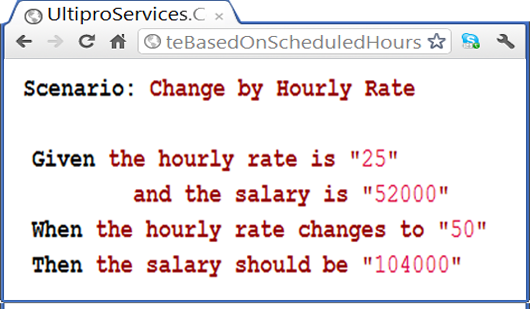 UltiproServices.C ×
teBasedOnScheduledHours
Scenario: Change by Hourly Rate
Given the hourly rate is "25"
and the salary is "52000"
When the hourly rate changes to "50"
Then the salary should be "104000"